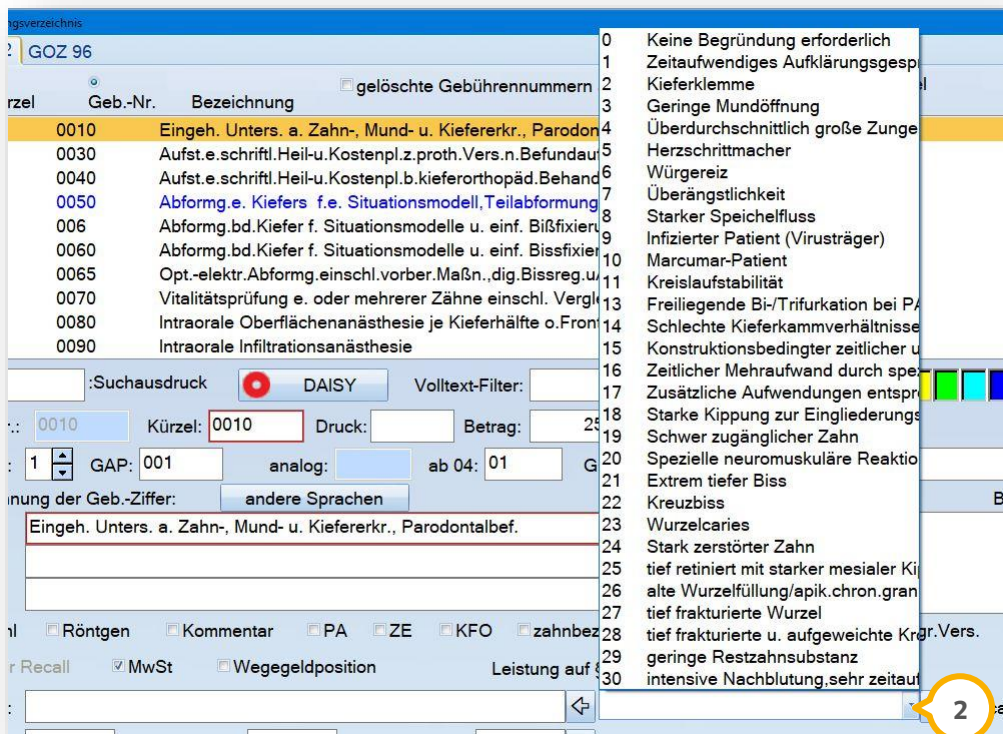 ngsverzeichnis
2 GOZ 96
rzel Geb.-Nr. Bezeichnung gelöschte Gebührennummern
0010 Eingeh. Unters. a. Zahn-, Mund- u. Kiefererkr., Parodon
0030 Aufst.e.schriftl.Heil-u.Kostenpl.z.proth.Vers.n.Befundau
0040 Aufst.e.schriftl.Heil-u.Kostenpl.b.kieferorthopäd.Behand
0050 Abformg.e. Kiefers f.e. Situationsmodell,Teilabformung
006 Abformg.bd.Kiefer f. Situationsmodelle u. einf. Bißfixieru
0060 Abformg.bd.Kiefer f. Situationsmodelle u. einf. Bissfixier
0065 Opt.-elektr.Abformg.einschl.vorber.Maßn.,dig.Bissreg.u
0070 Vitalitätsprüfung e. oder mehrerer Zähne einschl. Vergl
0080 Intraorale Oberflächenanästhesie je Kieferhälfte o.Fron
0090 Intraorale Infiltrationsanästhesie
:Suchausdruck DAISY Volltext-Filter:
r.: 0010 Kürzel: 0010 Druck: Betrag: 25
: 1 GAP: 001 analog: ab 04: 01 G
nung der Geb.-Ziffer: andere Sprachen B
Eingeh. Unters. a. Zahn-, Mund- u. Kiefererkr., Parodontalbef.
hl Röntgen Kommentar PA ZE KFO zahnbez gr.Vers.
r Recall MwSt Wegegeldposition Leistung auf
:
0 Keine Begründung erforderlich
1 Zeitaufwendiges Aufklärungsgesp
2 Kieferklemme
3 Geringe Mundöffnung
4 Überdurchschnittlich große Zunge
5 Herzschrittmacher
6 Würgereiz
7 Überängstlichkeit
8 Starker Speichelfluss
9 Infizierter Patient (Virusträger)
10 Marcumar-Patient
11 Kreislaufstabilität
13 Freiliegende Bi-/Trifurkation bei PA
14 Schlechte Kieferkammverhältnisse
15 Konstruktionsbedingter zeitlicher u
16 Zeitlicher Mehraufwand durch spe
17 Zusätzliche Aufwendungen entspr
18 Starke Kippung zur Eingliederungs
19 Schwer zugänglicher Zahn
20 Spezielle neuromuskuläre Reaktio
21 Extrem tiefer Biss
22 Kreuzbiss
23 Wurzelcaries
24 Stark zerstörter Zahn
25 tief retiniert mit starker mesialer Ki
26 alte Wurzelfüllung/apik.chron.gran
27 tief frakturierte Wurzel
28 tief frakturierte u. aufgeweichte Kr
29 geringe Restzahnsubstanz
30 intensive Nachblutung,sehr zeitauf
2